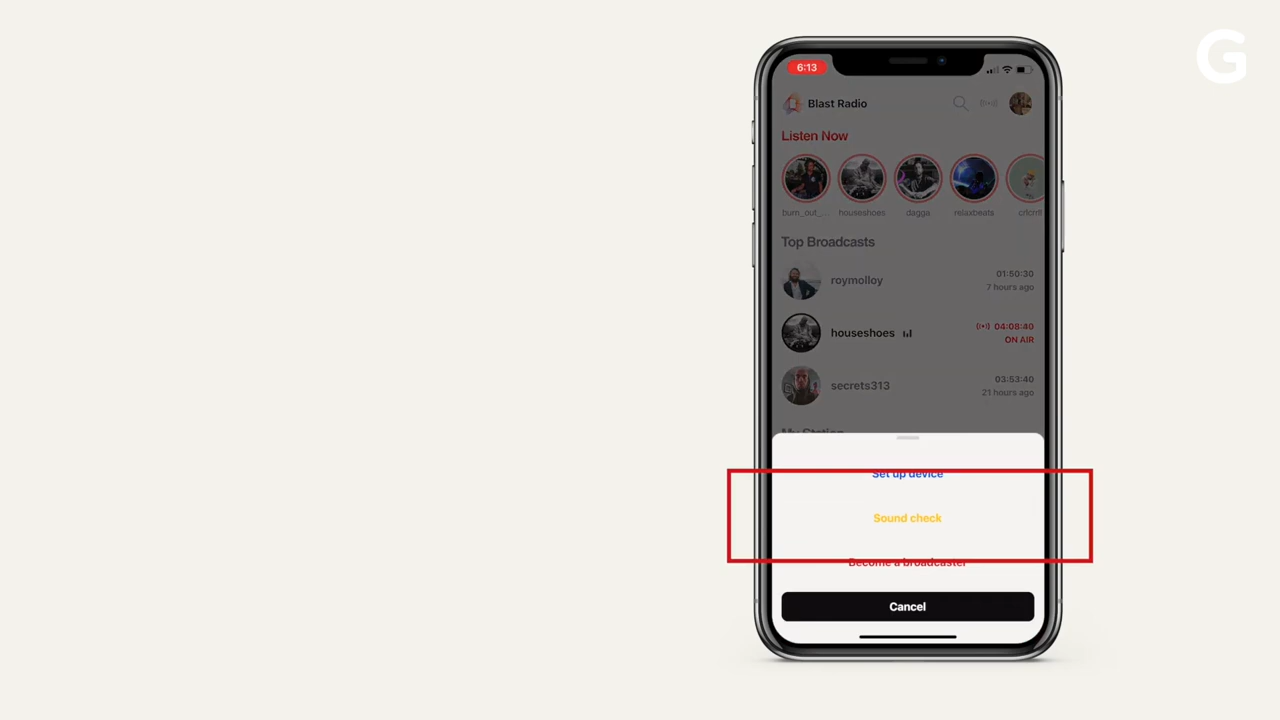 G
6:13
Blast Radio
Listen Now
burn_out_...
houseshoes
dagga
relaxbeats
Top Broadcasts
roymolloy
01:50:30
7 hours ago
houseshoes
04:08:40
ON AIR
secrets313
03:53:40
21 hours ago
My Station
Set up device
Sound check
Become a broadcaster
Cancel